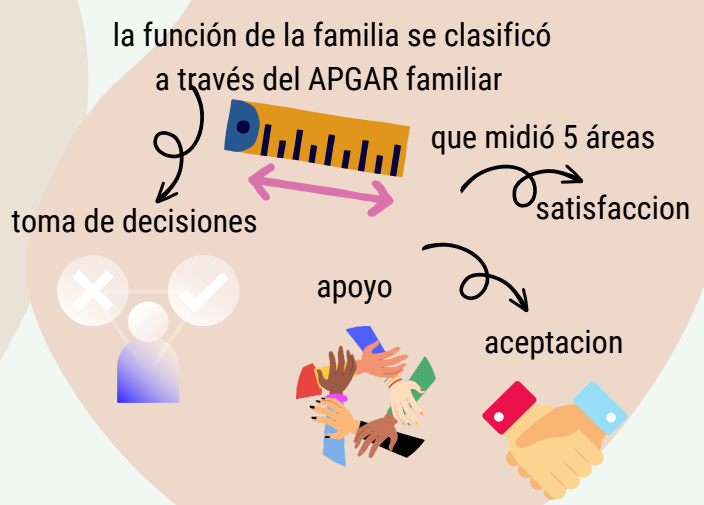 la función de la familia se clasificó
a través del APGAR familiar
que midió 5 áreas
toma de decisiones
satisfaccion
apoyo
aceptacion